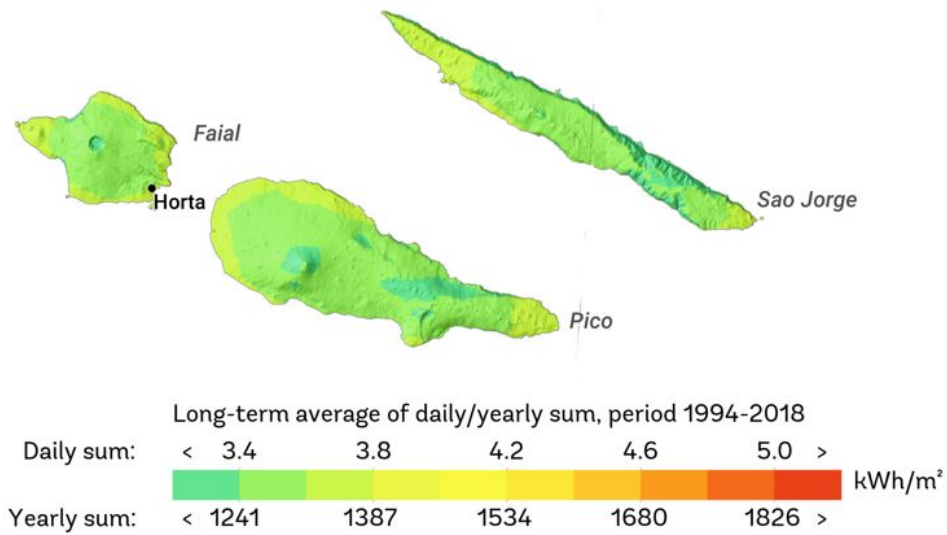 Faial
Horta
Sao Jorge
Pico
Long-term average of daily/yearly sum, period 1994-2018
Daily sum: < 3.4 3.8 4.2 4.6 5.0 >
kWh/m²
Yearly sum: < 1241 1387 1534 1680 1826 >